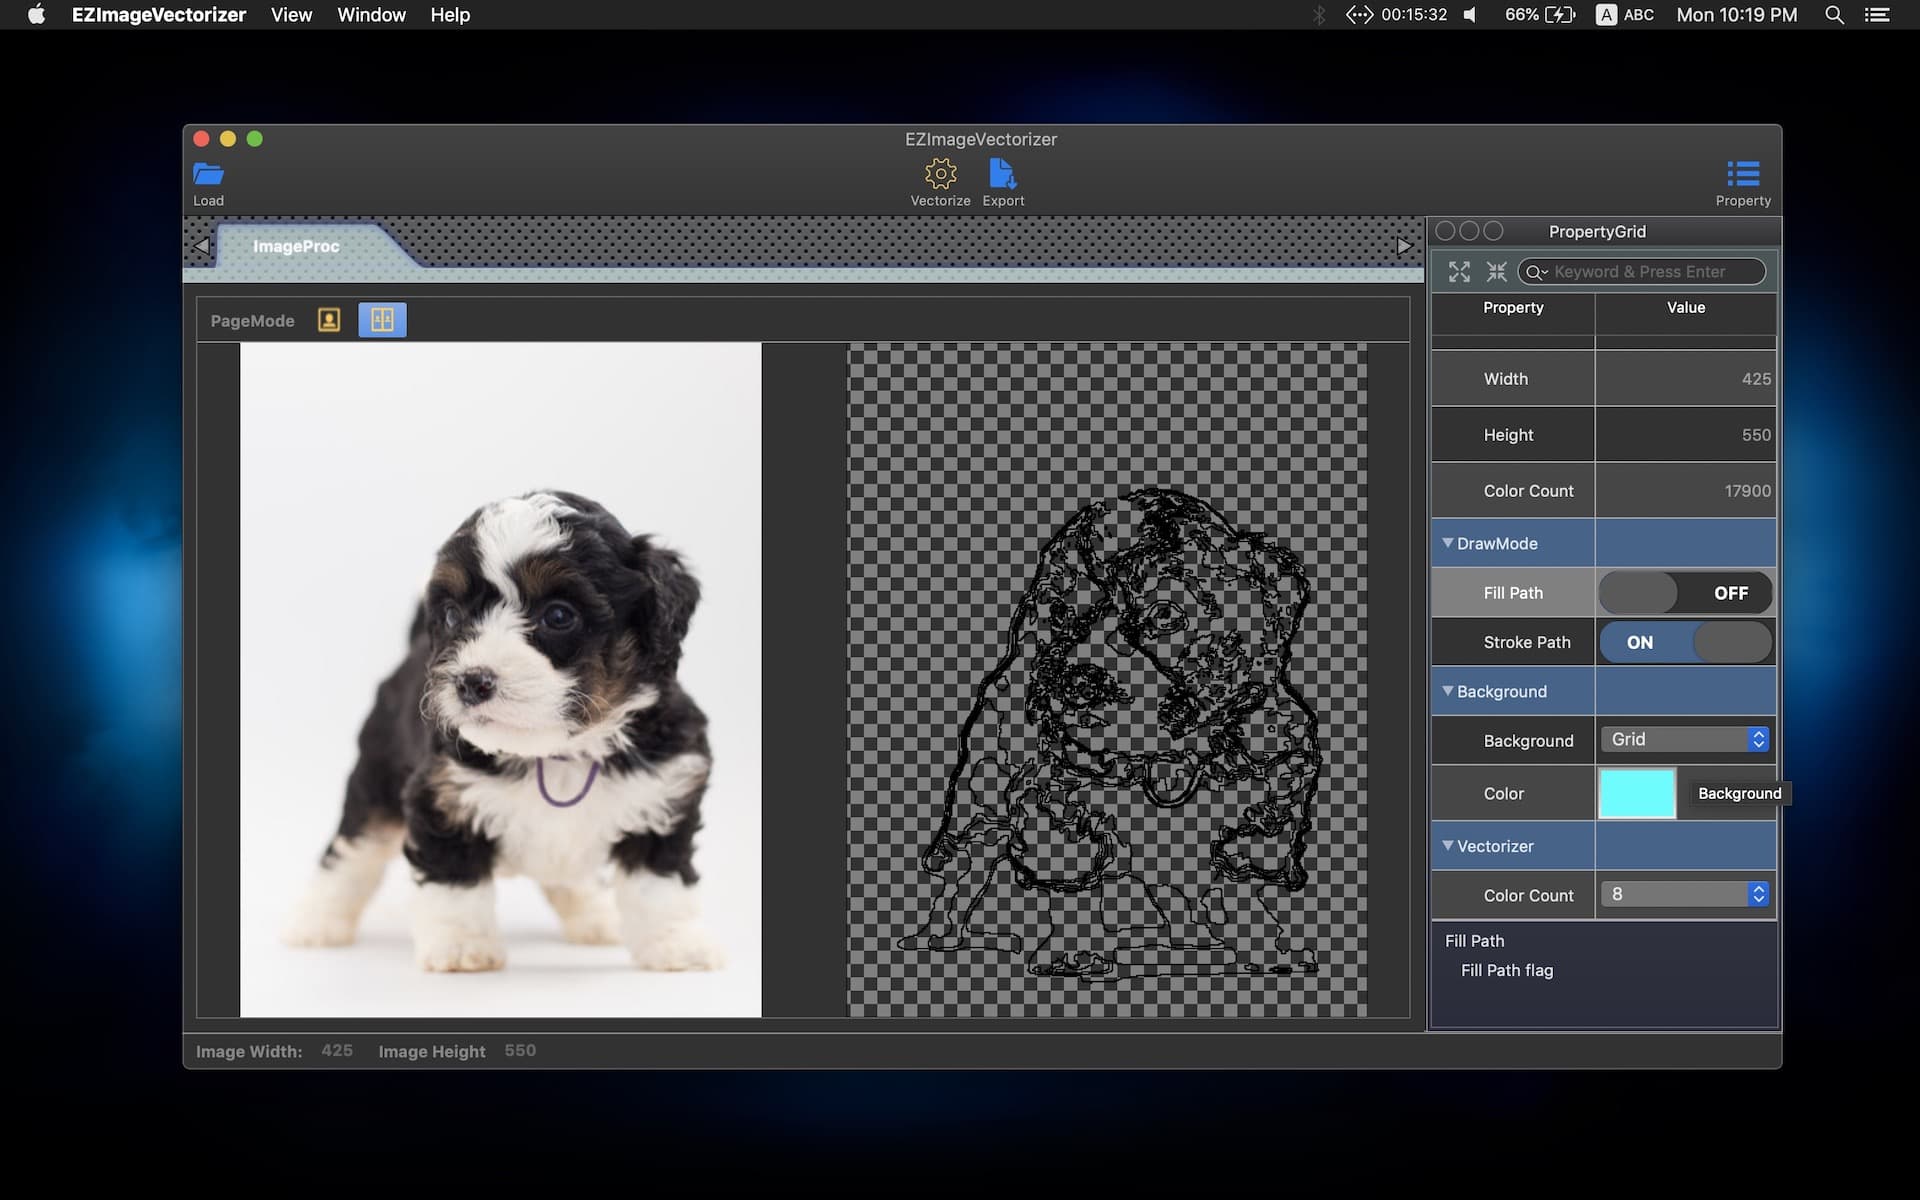 EZImageVectorizer View Window Help 00:15:32 66% A ABC Mon 10:19 PM
EZImageVectorizer
Load Vectorize Export Property
ImageProc
PageMode
PropertyGrid
Keyword & Press Enter
Property Value
Width 425
Height 550
Color Count 17900
DrawMode
Fill Path OFF
Stroke Path ON
Background
Background Grid
Color Background
Vectorizer
Color Count 8
Fill Path
Fill Path flag
Image Width: 425 Image Height 550